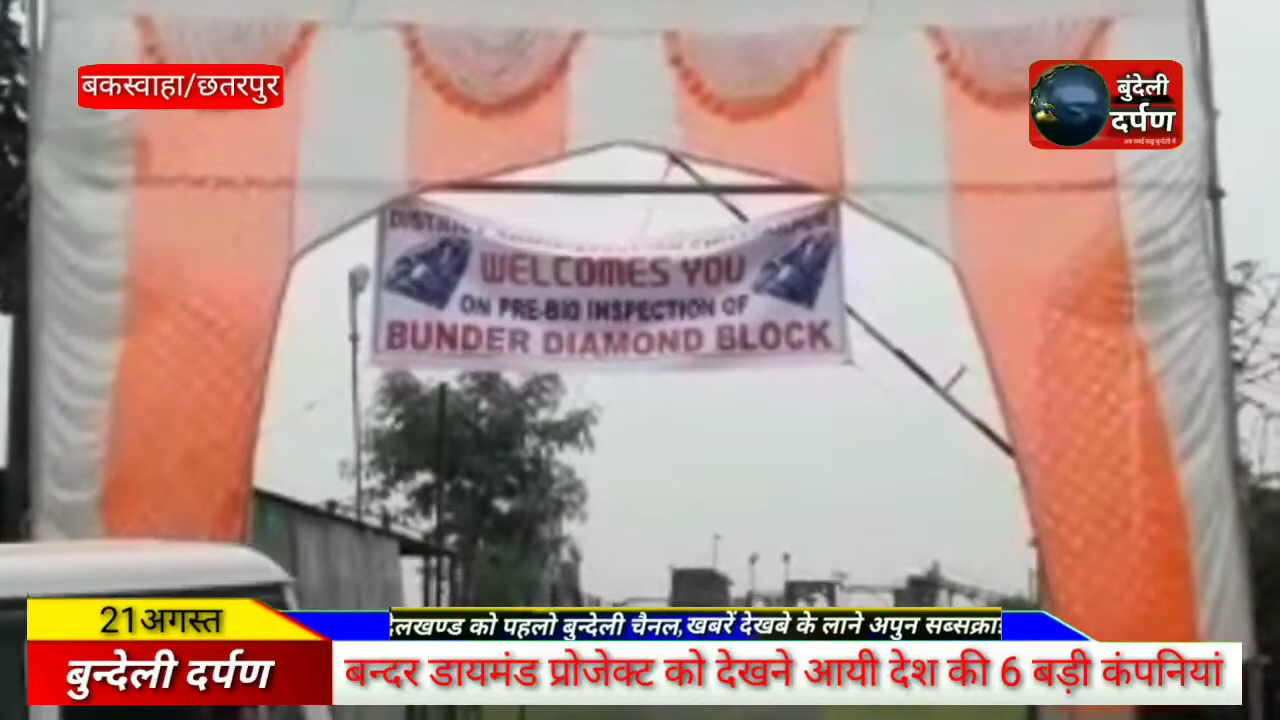 बकस्वाहा/छतरपुर
बुंदेली
दर्पण
DISTRICT
WELCOMES YOU
ON PRE-BID INSPECTION OF
BUNDER DIAMOND BLOCK
21अगस्त
देलखण्ड को पहलो बुन्देली चैनल,खबरें देखबे के लाने अपुन सब्सक्रा
बुन्देली दर्पण
बन्दर डायमंड प्रोजेक्ट को देखने आयी देश की 6 बड़ी कंपनियां